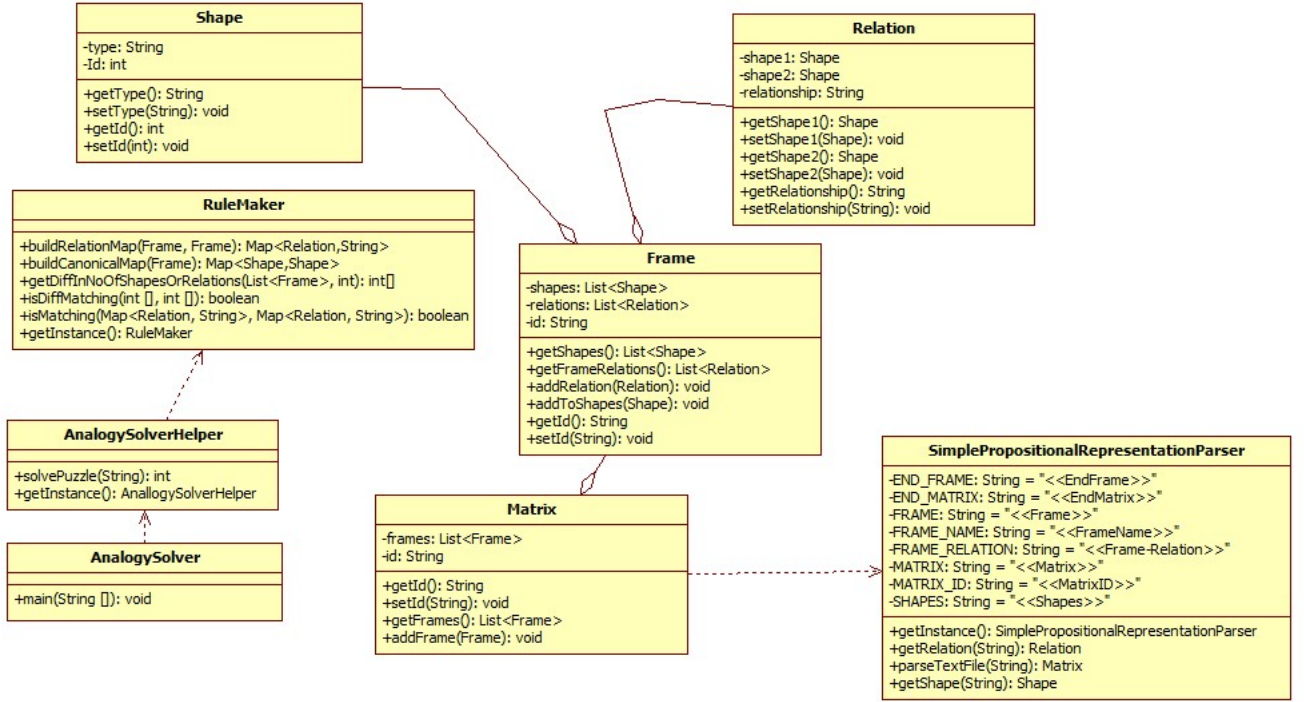 Shape
-type: String
-Id: int
+getType(): String
+setType(String): void
+getId(): int
+setId(int): void
Relation
-shape1: Shape
-shape2: Shape
-relationship: String
+getShape1(): Shape
+setShape1(Shape): void
+getShape2(): Shape
+setShape2(Shape): void
+getRelationship(): String
+setRelationship(String): void
RuleMaker
+buildRelationMap(Frame, Frame): Map<Relation,String>
+buildCanonicalMap(Frame): Map<Shape,Shape>
+getDiffInNoOfShapesOrRelations(List<Frame>, int): int[]
+isDiffMatching(int [], int []): boolean
+isMatching(Map<Relation, String>, Map<Relation, String>): boolean
+getInstance(): RuleMaker
Frame
-shapes: List<Shape>
-relations: List<Relation>
-id: String
+getShapes(): List<Shape>
+getFrameRelations(): List<Relation>
+addRelation(Relation): void
+addToShapes(Shape): void
+getId(): String
+setId(String): void
AnalogySolverHelper
+solvePuzzle(String): int
+getInstance(): AnallogySolverHelper
AnalogySolver
+main(String []): void
Matrix
-frames: List<Frame>
-id: String
+getId(): String
+setId(String): void
+getFrames(): List<Frame>
+addFrame(Frame): void
SimplePropositionalRepresentationParser
-END_FRAME: String = "<<EndFrame>>"
-END_MATRIX: String = "<<EndMatrix>>"
-FRAME: String = "<<Frame>>"
-FRAME_NAME: String = "<<FrameName>>"
-FRAME_RELATION: String = "<<Frame-Relation>>"
-MATRIX: String = "<<Matrix>>"
-MATRIX_ID: String = "<<MatrixID>>"
-SHAPES: String = "<<Shapes>>"
+getInstance(): SimplePropositionalRepresentationParser
+getRelation(String): Relation
+parseTextFile(String): Matrix
+getShape(String): Shape